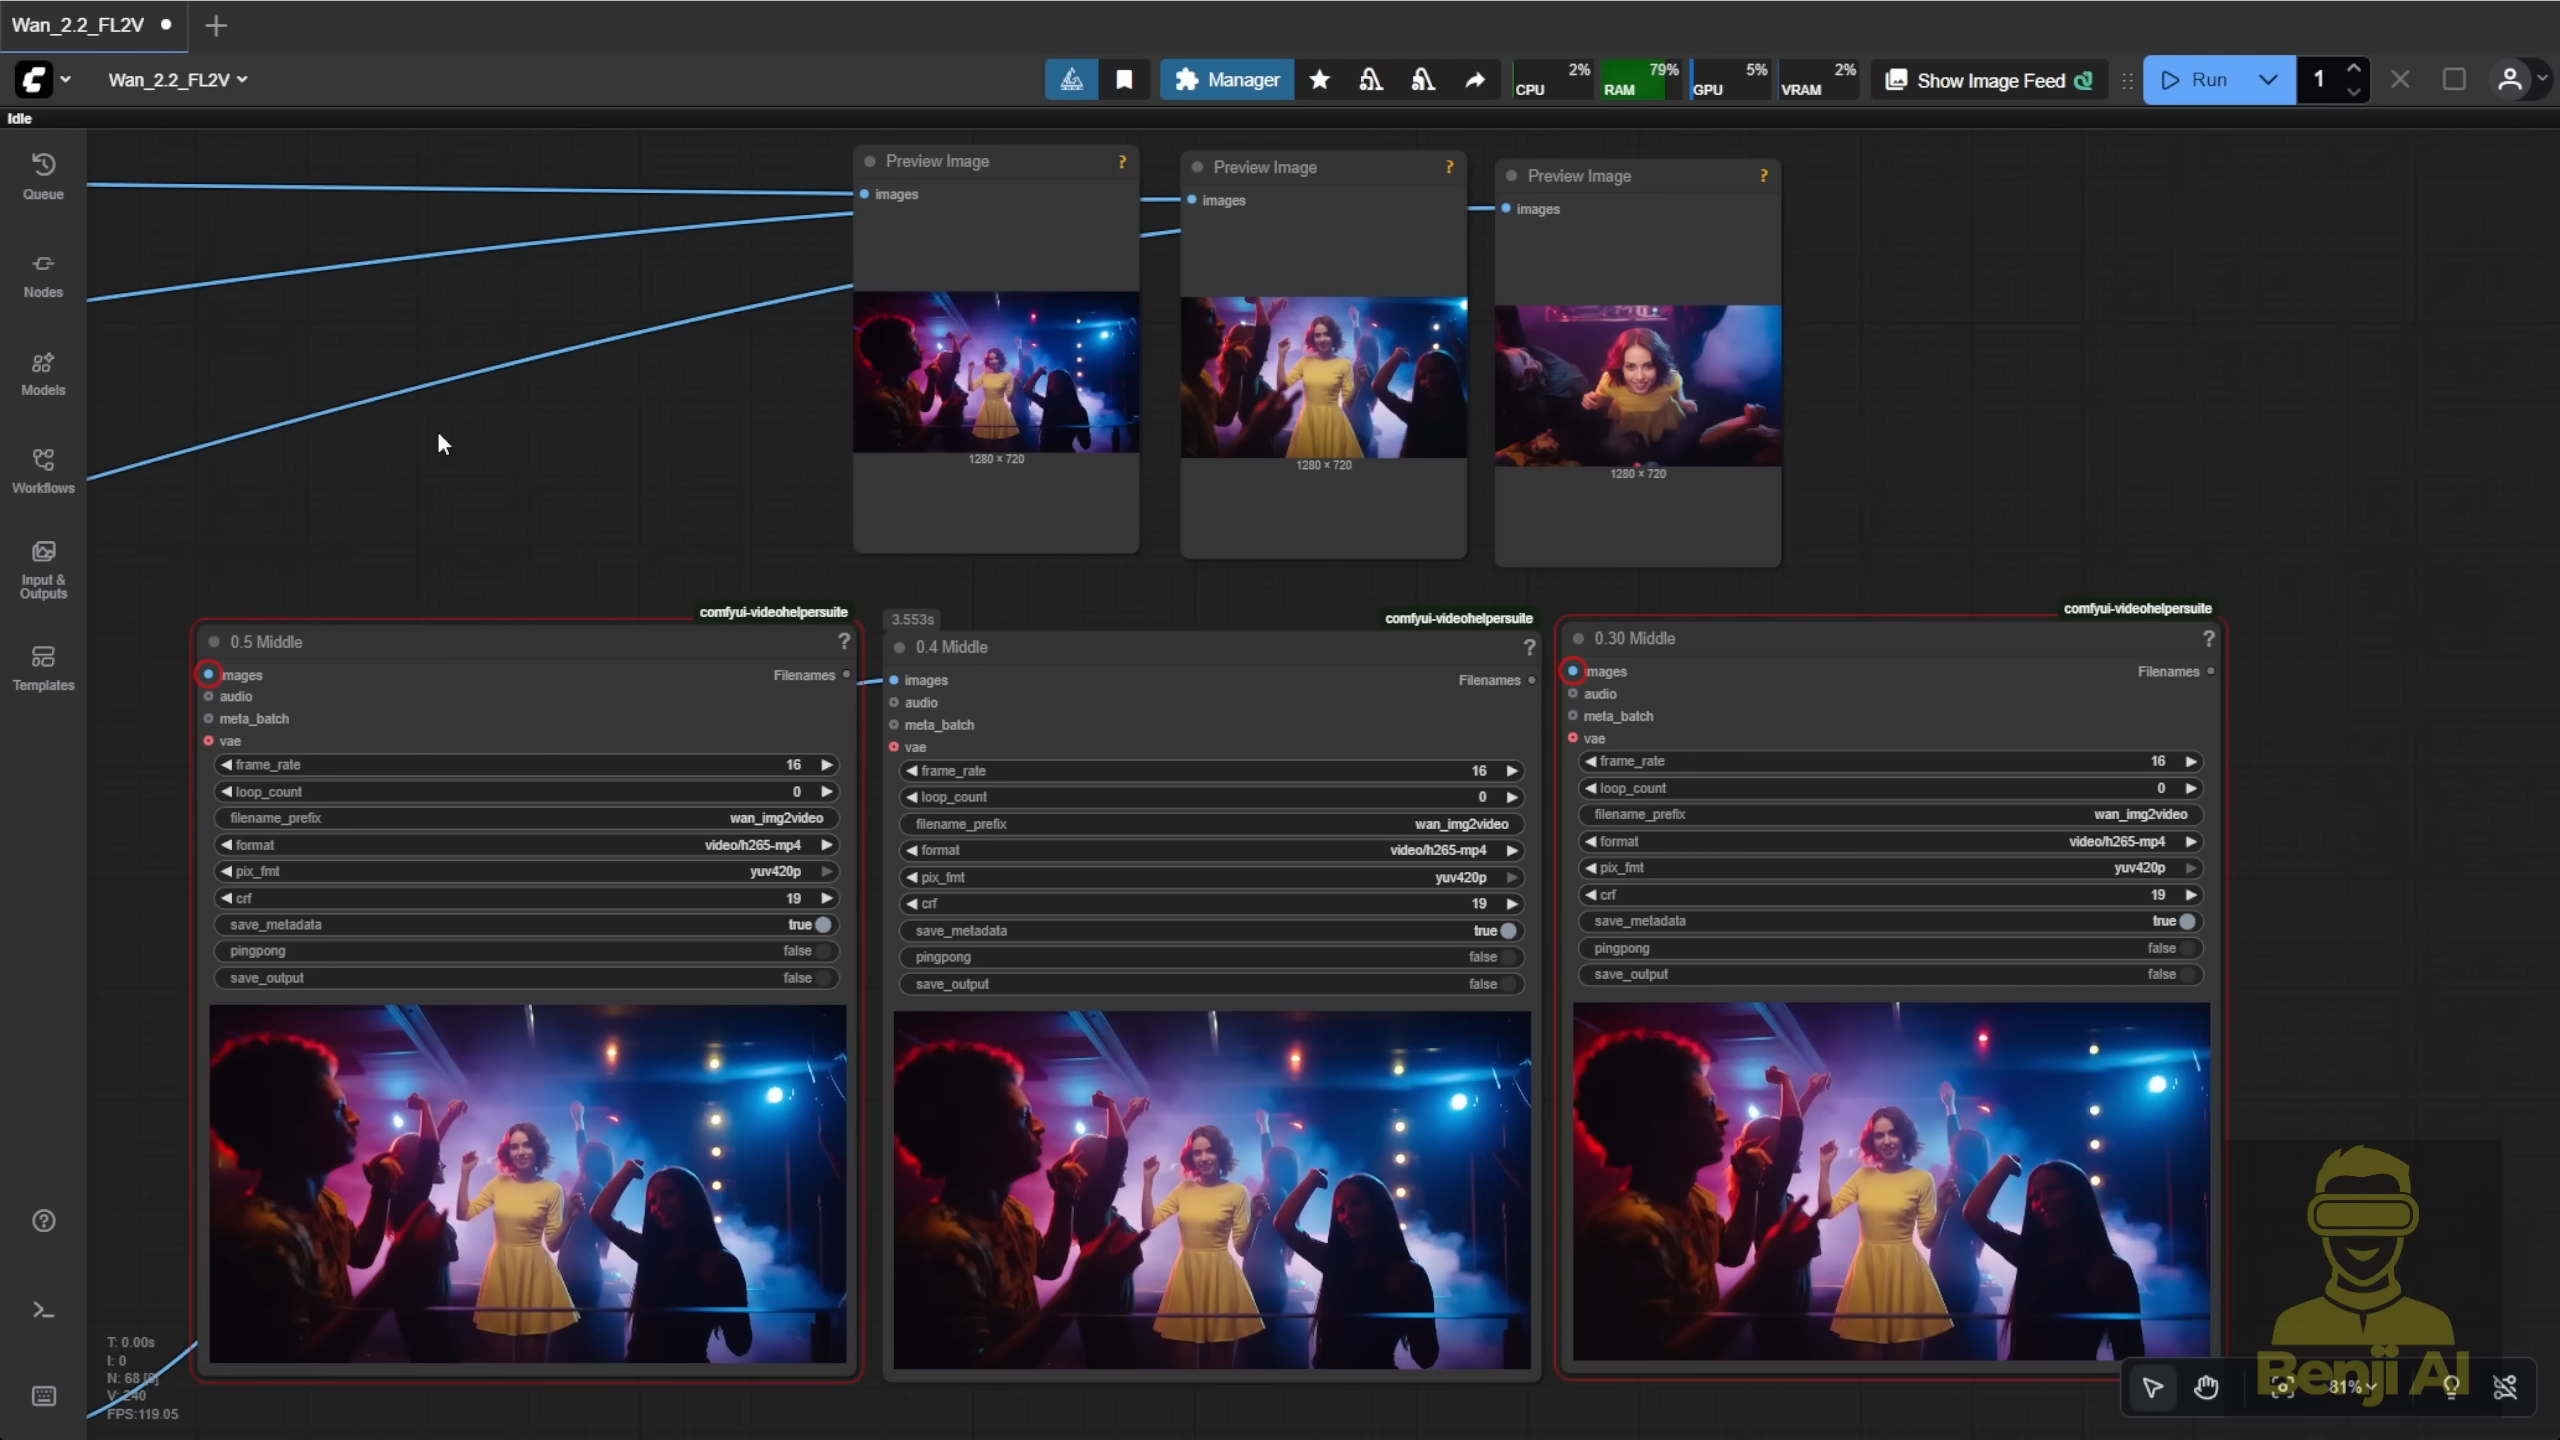 Wan_2.2_FL2V
Wan_2.2_FL2V
Manager
CPU 2%
RAM 79%
GPU 5%
VRAM 2%
Show Image Feed
Run
1
Idle
Queue
Nodes
Models
Workflows
Input &
Outputs
Templates
Preview Image ?
images
1280 × 720
Preview Image ?
images
1280 × 720
Preview Image ?
images
1280 × 720
comfyui-videohelpersuite
0.5 Middle ?
mages Filenames
audio
meta_batch
vae
frame_rate 16
loop_count 0
filename_prefix wan_img2video
format video/h265-mp4
pix_fmt yuv420p
crf 19
save_metadata true
pingpong false
save_output false
3.553s
comfyui-videohelpersuite
0.4 Middle ?
images Filenames
audio
meta_batch
vae
frame_rate 16
loop_count 0
filename_prefix wan_img2video
format video/h265-mp4
pix_fmt yuv420p
crf 19
save_metadata true
pingpong false
save_output false
comfyui-videohelpersuite
0.30 Middle ?
mages Filenames
audio
meta_batch
vae
frame_rate 16
loop_count 0
filename_prefix wan_img2video
format video/h265-mp4
pix_fmt yuv420p
crf 19
save_metadata true
pingpong false
save_output false
T: 0.00s
I: 0
N: 68
V: 240
FPS:119.05
Benji AI
81%